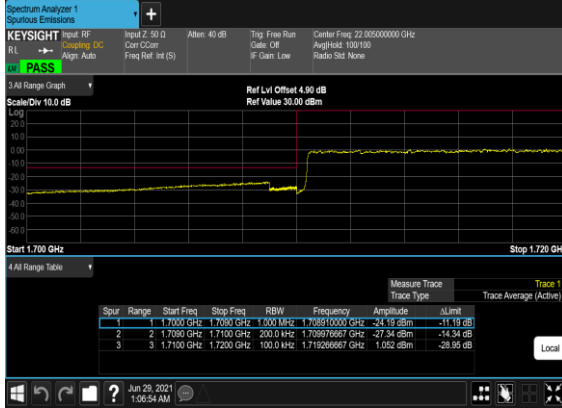 Spectrum Analyzer 1
Spurious Emissions
+
KEYSIGHT
RL
PASS
Input: RF
Coupling: DC
Align: Auto
Input Z: 50 Ω
Corr CCorr
Freq Ref: Int (S)
Atten: 40 dB
Trig: Free Run
Gate: Off
IF Gain: Low
Center Freq: 22.005000000 GHz
Avg|Hold: 100/100
Radio Std: None
3 All Range Graph
Scale/Div 10.0 dB
Ref Lvl Offset 4.90 dB
Ref Value 30.00 dBm
Log
20.0
10.0
0.00
-10.0
-20.0
-30.0
-40.0
-50.0
-60.0
Start 1.700 GHz
Stop 1.720 GHz
4 All Range Table
Measure Trace Trace 1
Trace Type Trace Average (Active)
Spur Range Start Freq Stop Freq RBW Frequency Amplitude ΔLimit
1 1 1.7000 GHz 1.7090 GHz 1.000 MHz 1.708910000 GHz -24.19 dBm -11.19 dB
2 2 1.7090 GHz 1.7100 GHz 200.0 kHz 1.709976667 GHz -27.34 dBm -14.34 dB
3 3 1.7100 GHz 1.7200 GHz 100.0 kHz 1.719266667 GHz 1.052 dBm -28.95 dB
Local
?
Jun 29, 2021
1:06:54 AM